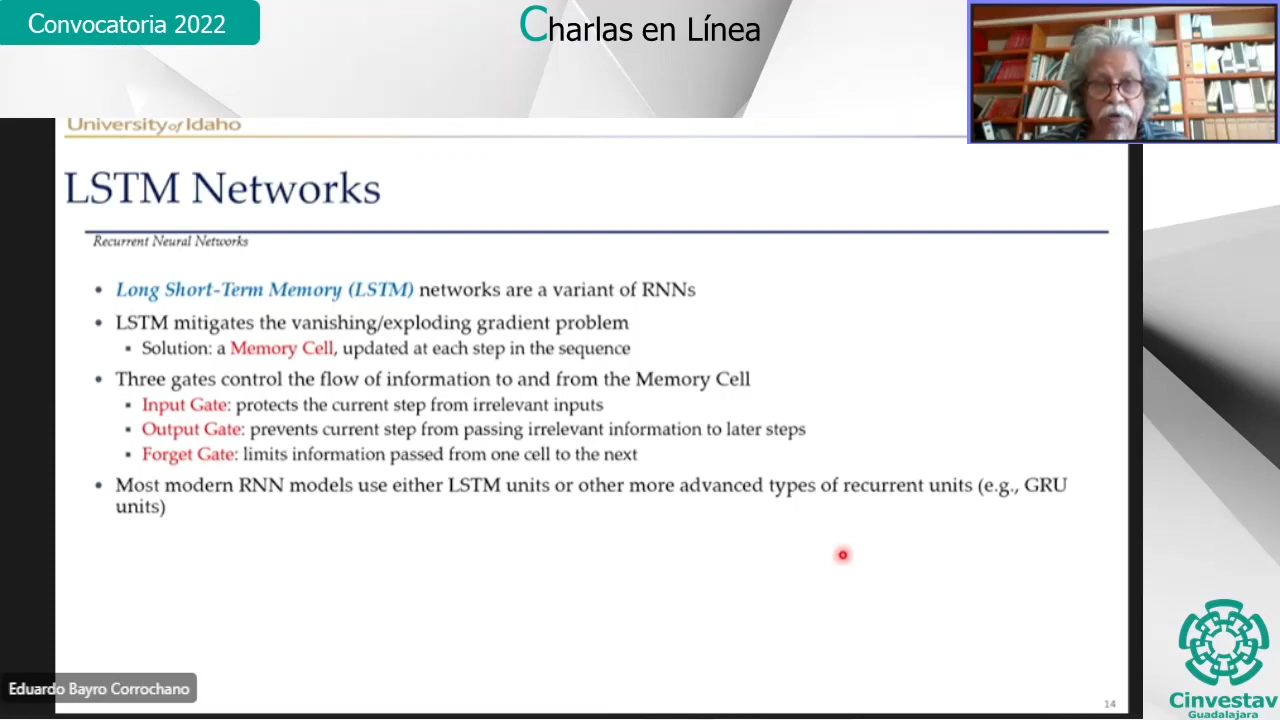 Convocatoria 2022
Charlas en Línea
University of Idaho
LSTM Networks
Recurrent Neural Networks
• Long Short-Term Memory (LSTM) networks are a variant of RNNs
• LSTM mitigates the vanishing/exploding gradient problem
▪ Solution: a Memory Cell, updated at each step in the sequence
• Three gates control the flow of information to and from the Memory Cell
▪ Input Gate: protects the current step from irrelevant inputs
▪ Output Gate: prevents current step from passing irrelevant information to later steps
▪ Forget Gate: limits information passed from one cell to the next
• Most modern RNN models use either LSTM units or other more advanced types of recurrent units (e.g., GRU
units)
Eduardo Bayro Corrochano
14
Cinvestav
Guadalajara